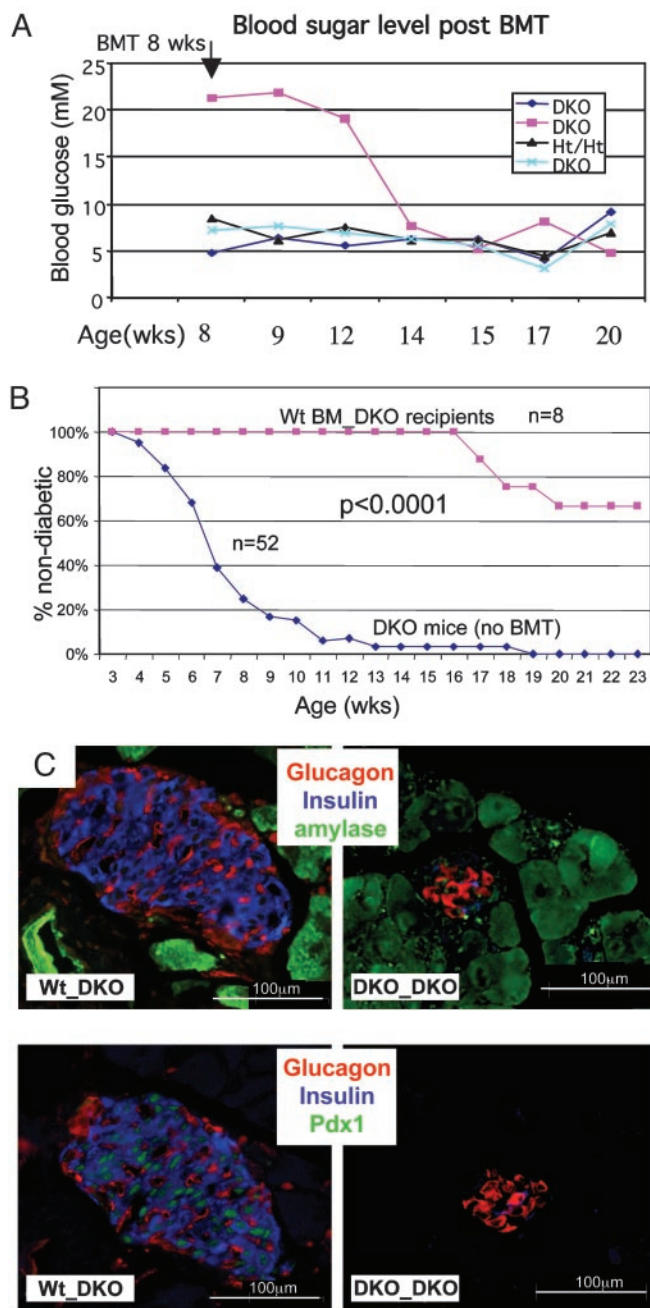 A
Blood sugar level post BMT
BMT 8 wks
25
20
15
10
5
0
Blood glucose (mM)
DKO
DKO
Ht/Ht
DKO
Age(wks) 8 9 12 14 15 17 20
B
Wt BM_DKO recipients n=8
100%
80%
60%
40%
20%
0%
% non-diabetic
p<0.0001
n=52
DKO mice (no BMT)
3 4 5 6 7 8 9 10 11 12 13 14 15 16 17 18 19 20 21 22 23
Age (wks)
C
Glucagon
Insulin
amylase
Wt_DKO
100μm
DKO_DKO
100μm
Glucagon
Insulin
Pdx1
Wt_DKO
100μm
DKO_DKO
100μm